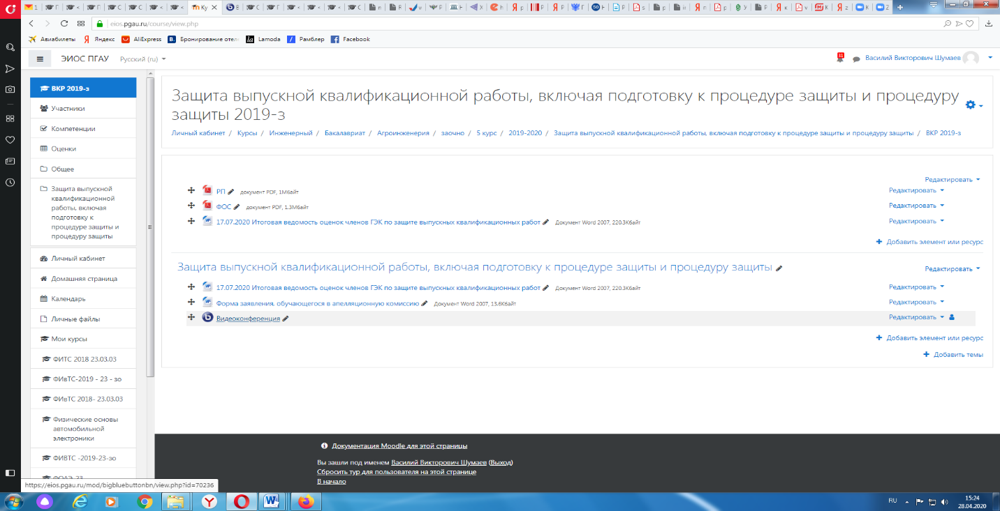 eios.pgau.ru/course/view.php
Авиабилеты Яндекс AliExpress Бронирование отел Lamoda Рамблер Facebook
ЭИОС ПГАУ Русский (ru) 31 Василий Викторович Шумаев
ВКР 2019-з
Участники
Компетенции
Оценки
Общее
Защита выпускной
квалификационной
работы, включая
подготовку к
процедуре защиты и
процедуру защиты
Личный кабинет
Домашняя страница
Календарь
Личные файлы
Мои курсы
ФИТС 2018 23.03.03
ФИвТС-2019 - 23 - зо
ФИвТС 2018- 23.03.03
Физические основы
автомобильной
электроники
ФИВТС -2019-23-зо
Защита выпускной квалификационной работы, включая подготовку к процедуре защиты и процедуру
защиты 2019-з
Личный кабинет / Курсы / Инженерный / Бакалавриат / Агроинженерия / заочно / 5 курс / 2019-2020 / Защита выпускной квалификационной работы, включая подготовку к процедуре защиты и процедуру защиты / ВКР 2019-з
Редактировать
РП документ PDF, 1Мбайт Редактировать
ФОС документ PDF, 1.3Мбайт Редактировать
17.07.2020 Итоговая ведомость оценок членов ГЭК по защите выпускных квалификационных работ Документ Word 2007, 220.3Кбайт Редактировать
Добавить элемент или ресурс
Защита выпускной квалификационной работы, включая подготовку к процедуре защиты и процедуру защиты Редактировать
17.07.2020 Итоговая ведомость оценок членов ГЭК по защите выпускных квалификационных работ Документ Word 2007, 220.3Кбайт Редактировать
Форма заявления, обучающегося в апелляционную комиссию Документ Word 2007, 13.6Кбайт Редактировать
Видеоконференция Редактировать
Добавить элемент или ресурс
Добавить темы
Документация Moodle для этой страницы
Вы зашли под именем Василий Викторович Шумаев (Выход)
Сбросить тур для пользователя на этой странице
В начало
https://eios.pgau.ru/mod/bigbluebuttonbn/view.php?id=70236
RU 15:24
28.04.2020